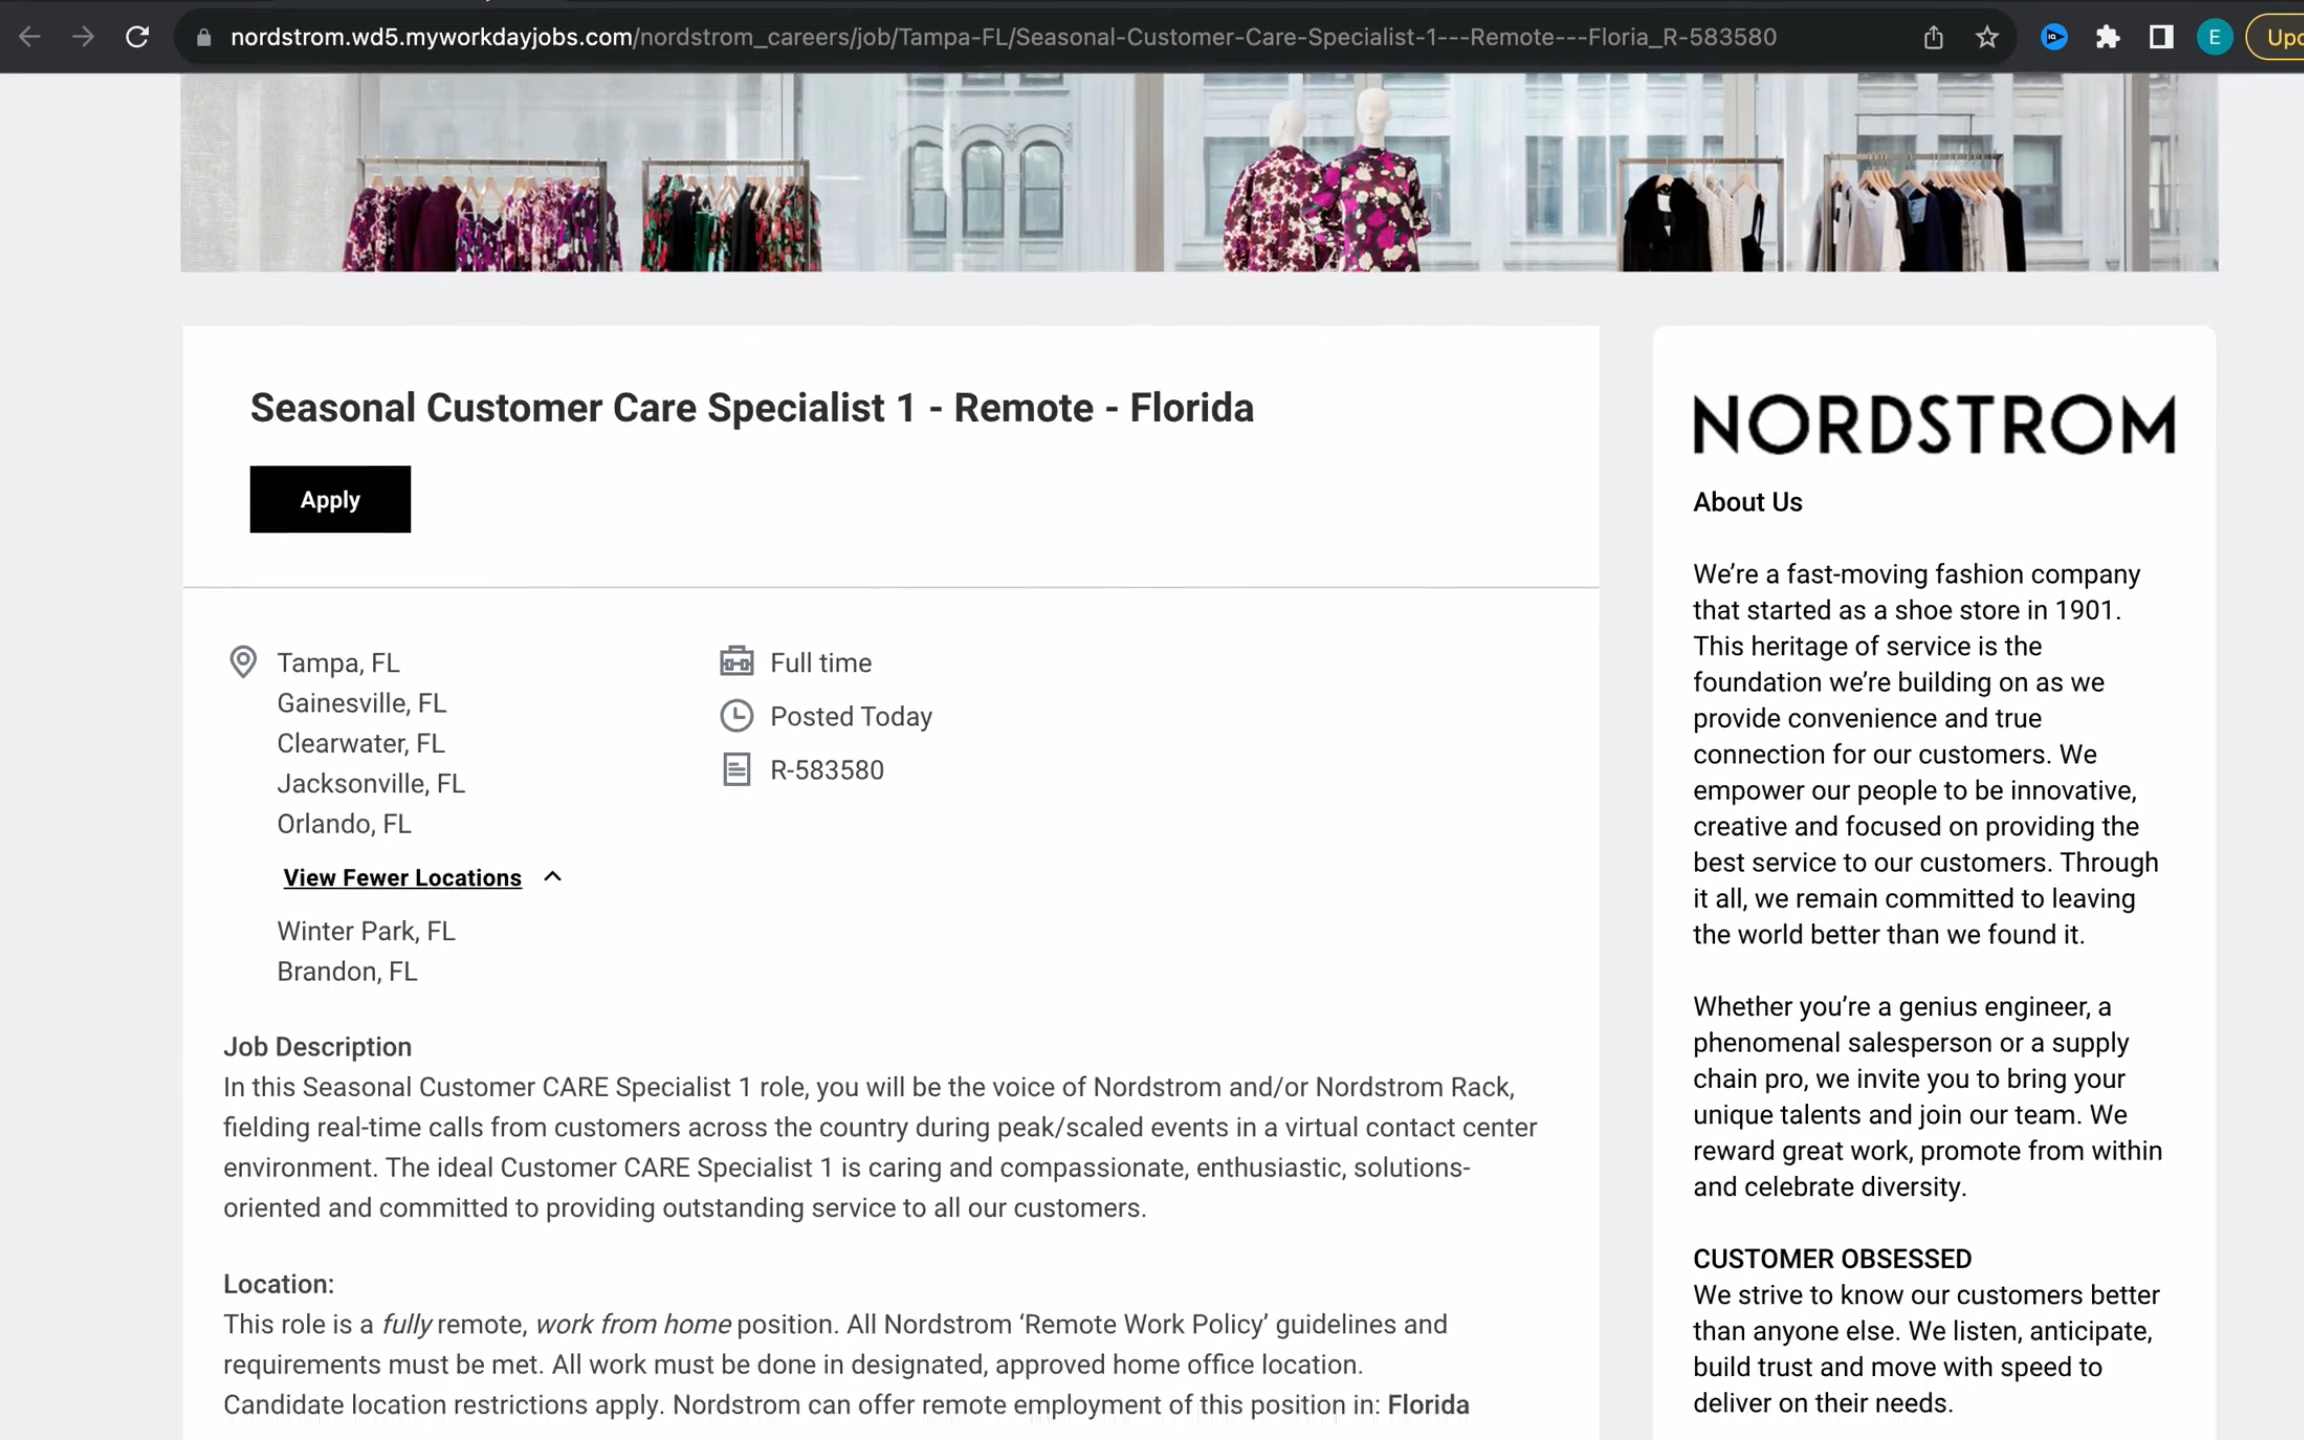 nordstrom.wd5.myworkdayjobs.com/nordstrom_careers/job/Tampa-FL/Seasonal-Customer-Care-Specialist-1---Remote---Floria_R-583580
E
Seasonal Customer Care Specialist 1 - Remote - Florida
Apply
Tampa, FL
Gainesville, FL
Clearwater, FL
Jacksonville, FL
Orlando, FL
View Fewer Locations
Winter Park, FL
Brandon, FL
Full time
Posted Today
R-583580
Job Description
In this Seasonal Customer CARE Specialist 1 role, you will be the voice of Nordstrom and/or Nordstrom Rack,
fielding real-time calls from customers across the country during peak/scaled events in a virtual contact center
environment. The ideal Customer CARE Specialist 1 is caring and compassionate, enthusiastic, solutions-
oriented and committed to providing outstanding service to all our customers.
Location:
This role is a fully remote, work from home position. All Nordstrom ‘Remote Work Policy’ guidelines and
requirements must be met. All work must be done in designated, approved home office location.
Candidate location restrictions apply. Nordstrom can offer remote employment of this position in: Florida
NORDSTROM
About Us
We’re a fast-moving fashion company
that started as a shoe store in 1901.
This heritage of service is the
foundation we’re building on as we
provide convenience and true
connection for our customers. We
empower our people to be innovative,
creative and focused on providing the
best service to our customers. Through
it all, we remain committed to leaving
the world better than we found it.
Whether you’re a genius engineer, a
phenomenal salesperson or a supply
chain pro, we invite you to bring your
unique talents and join our team. We
reward great work, promote from within
and celebrate diversity.
CUSTOMER OBSESSED
We strive to know our customers better
than anyone else. We listen, anticipate,
build trust and move with speed to
deliver on their needs.